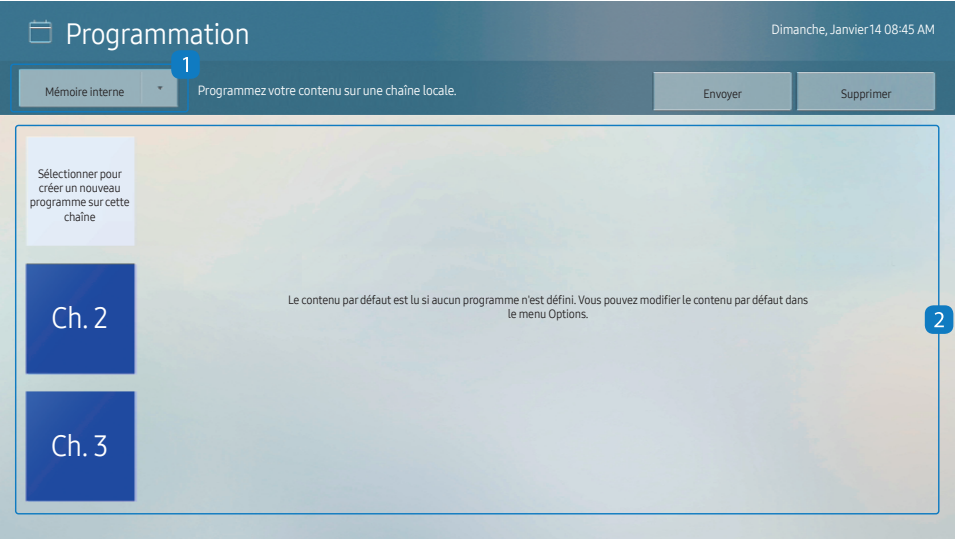 Programmation
Dimanche, Janvier 14 08:45 AM
1
Mémoire interne
Programmez votre contenu sur une chaîne locale.
Envoyer
Supprimer
Sélectionner pour
créer un nouveau
programme sur cette
chaîne
Ch. 2
Le contenu par défaut est lu si aucun programme n'est défini. Vous pouvez modifier le contenu par défaut dans
le menu Options.
2
Ch. 3